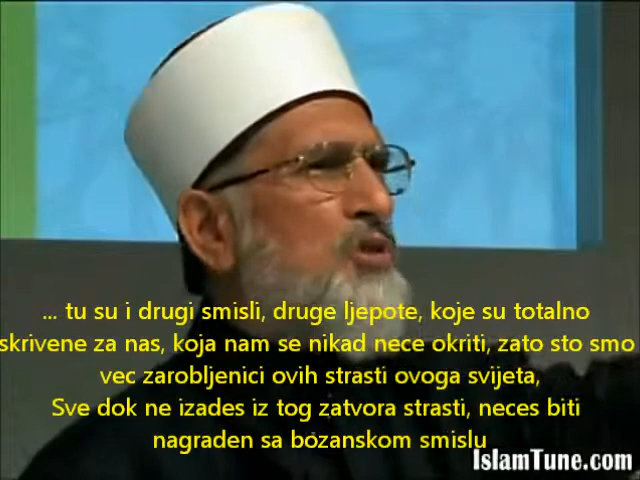 ... tu su i drugi smisli, druge ljepote, koje su totalno
skrivene za nas, koja nam se nikad nece okriti, zato sto smo
vec zarobljenici ovih strasti ovoga svijeta,
Sve dok ne izades iz tog zatvora strasti, neces biti
nagraden sa bozanskom smislu
IslamTune.com